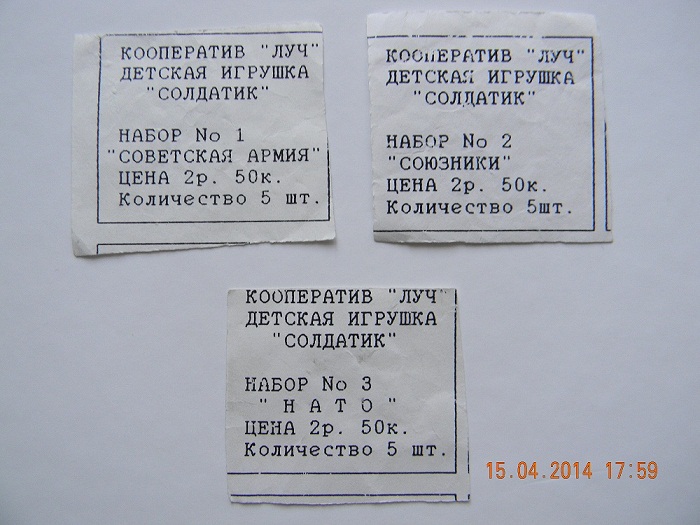 КООПЕРАТИВ "ЛУЧ"
ДЕТСКАЯ ИГРУШКА
"СОЛДАТИК"
НАБОР No 1
"СОВЕТСКАЯ АРМИЯ"
ЦЕНА 2р. 50к.
Количество 5 шт.
КООПЕРАТИВ "ЛУЧ"
ДЕТСКАЯ ИГРУШКА
"СОЛДАТИК"
НАБОР No 2
"СОЮЗНИКИ"
ЦЕНА 2р. 50к.
Количество 5шт.
КООПЕРАТИВ "ЛУЧ"
ДЕТСКАЯ ИГРУШКА
"СОЛДАТИК"
НАБОР No 3
" Н А Т О "
ЦЕНА 2р. 50к.
Количество 5 шт.
15.04.2014 17:59